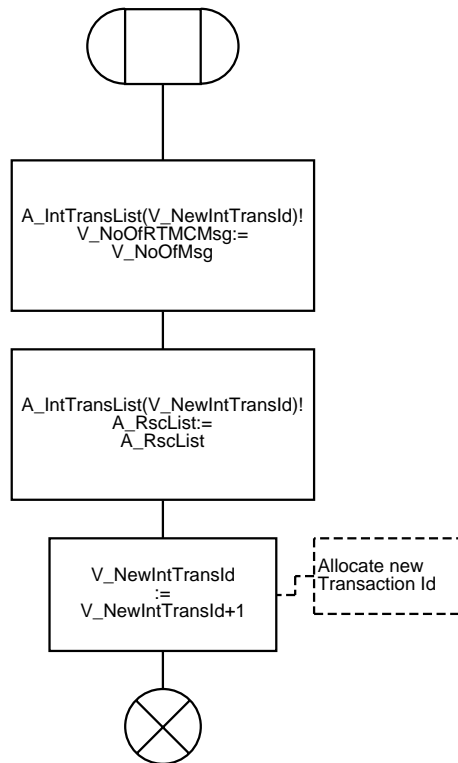 A_IntTransList(V_NewIntTransId)!
V_NoOfRTMCMsg:=
V_NoOfMsg
A_IntTransList(V_NewIntTransId)!
A_RscList:=
A_RscList
V_NewIntTransId
:=
V_NewIntTransId+1
Allocate new
Transaction Id